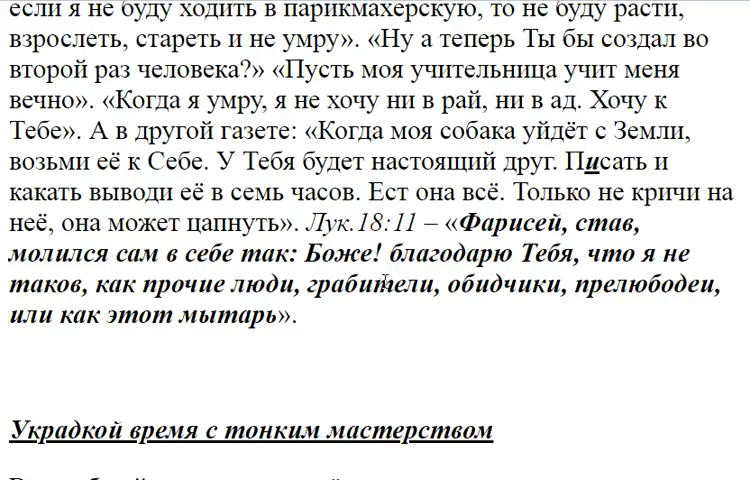 если я не буду ходить в парикмахерскую, то не буду расти,
взрослеть, стареть и не умру». «Ну а теперь Ты бы создал во
второй раз человека?» «Пусть моя учительница учит меня
вечно». «Когда я умру, я не хочу ни в рай, ни в ад. Хочу к
Тебе». А в другой газете: «Когда моя собака уйдёт с Земли,
возьми её к Себе. У Тебя будет настоящий друг. Писать и
какать выводи её в семь часов. Ест она всё. Только не кричи на
неё, она может цапнуть». Лук.18:11 – «Фарисей, став,
молился сам в себе так: Боже! благодарю Тебя, что я не
таков, как прочие люди, грабители, обидчики, прелюбодеи,
или как этот мытарь».
Украдкой время с тонким мастерством